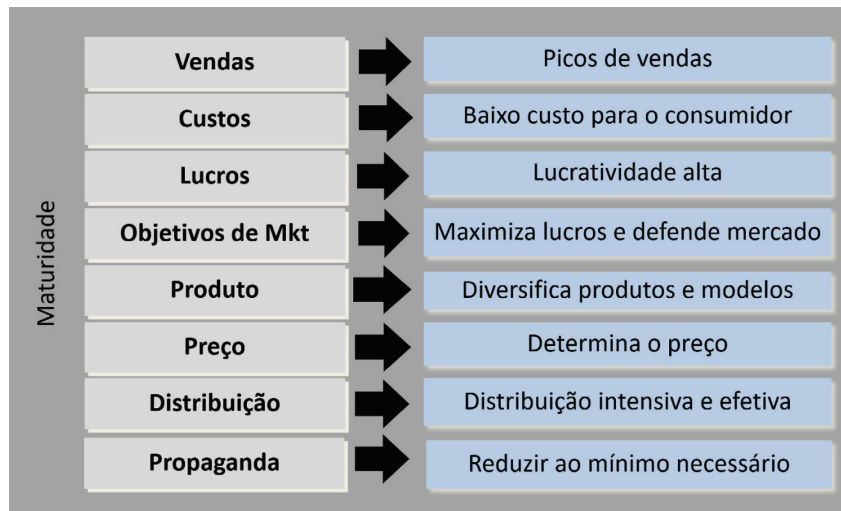 Maturidade
Vendas
Picos de vendas
Custos
Baixo custo para o consumidor
Lucros
Lucratividade alta
Objetivos de Mkt
Maximiza lucros e defende mercado
Produto
Diversifica produtos e modelos
Preço
Determina o preço
Distribuição
Distribuição intensiva e efetiva
Propaganda
Reduzir ao mínimo necessário